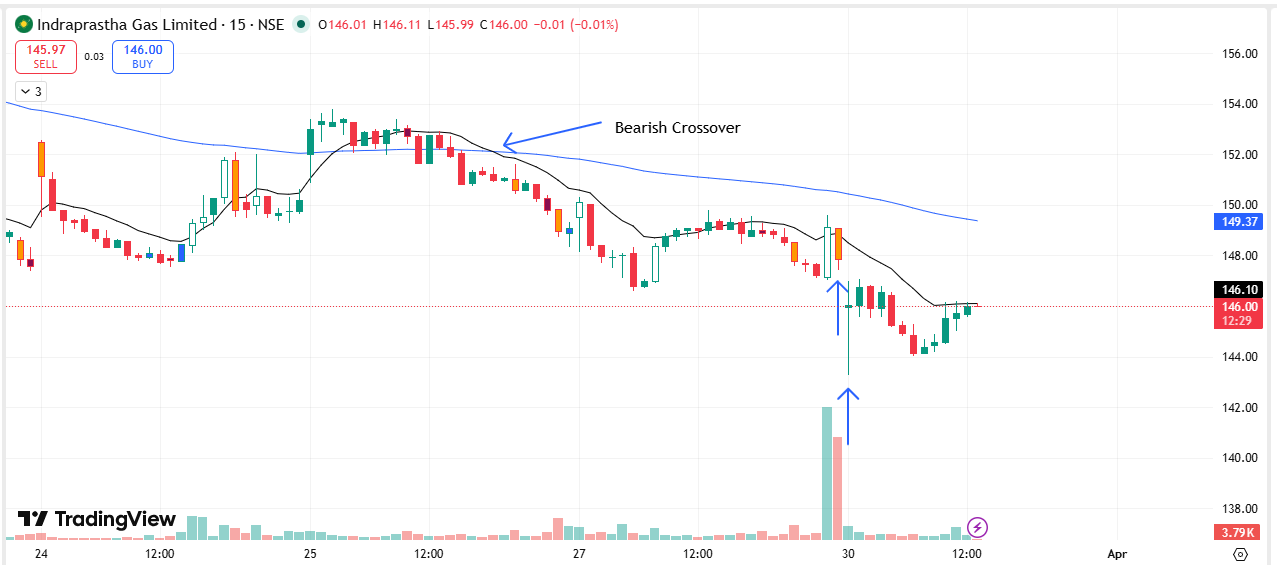 Indraprastha Gas Limited · 15 · NSE O146.01 H146.11 L145.99 C146.00 −0.01 (−0.01%)
145.97 SELL
0.03
146.00 BUY
3
Bearish Crossover
156.00
154.00
152.00
150.00
149.37
148.00
146.10
146.00
12:29
144.00
142.00
140.00
138.00
3.79K
TradingView
24 12:00 25 12:00 27 12:00 30 12:00 Apr